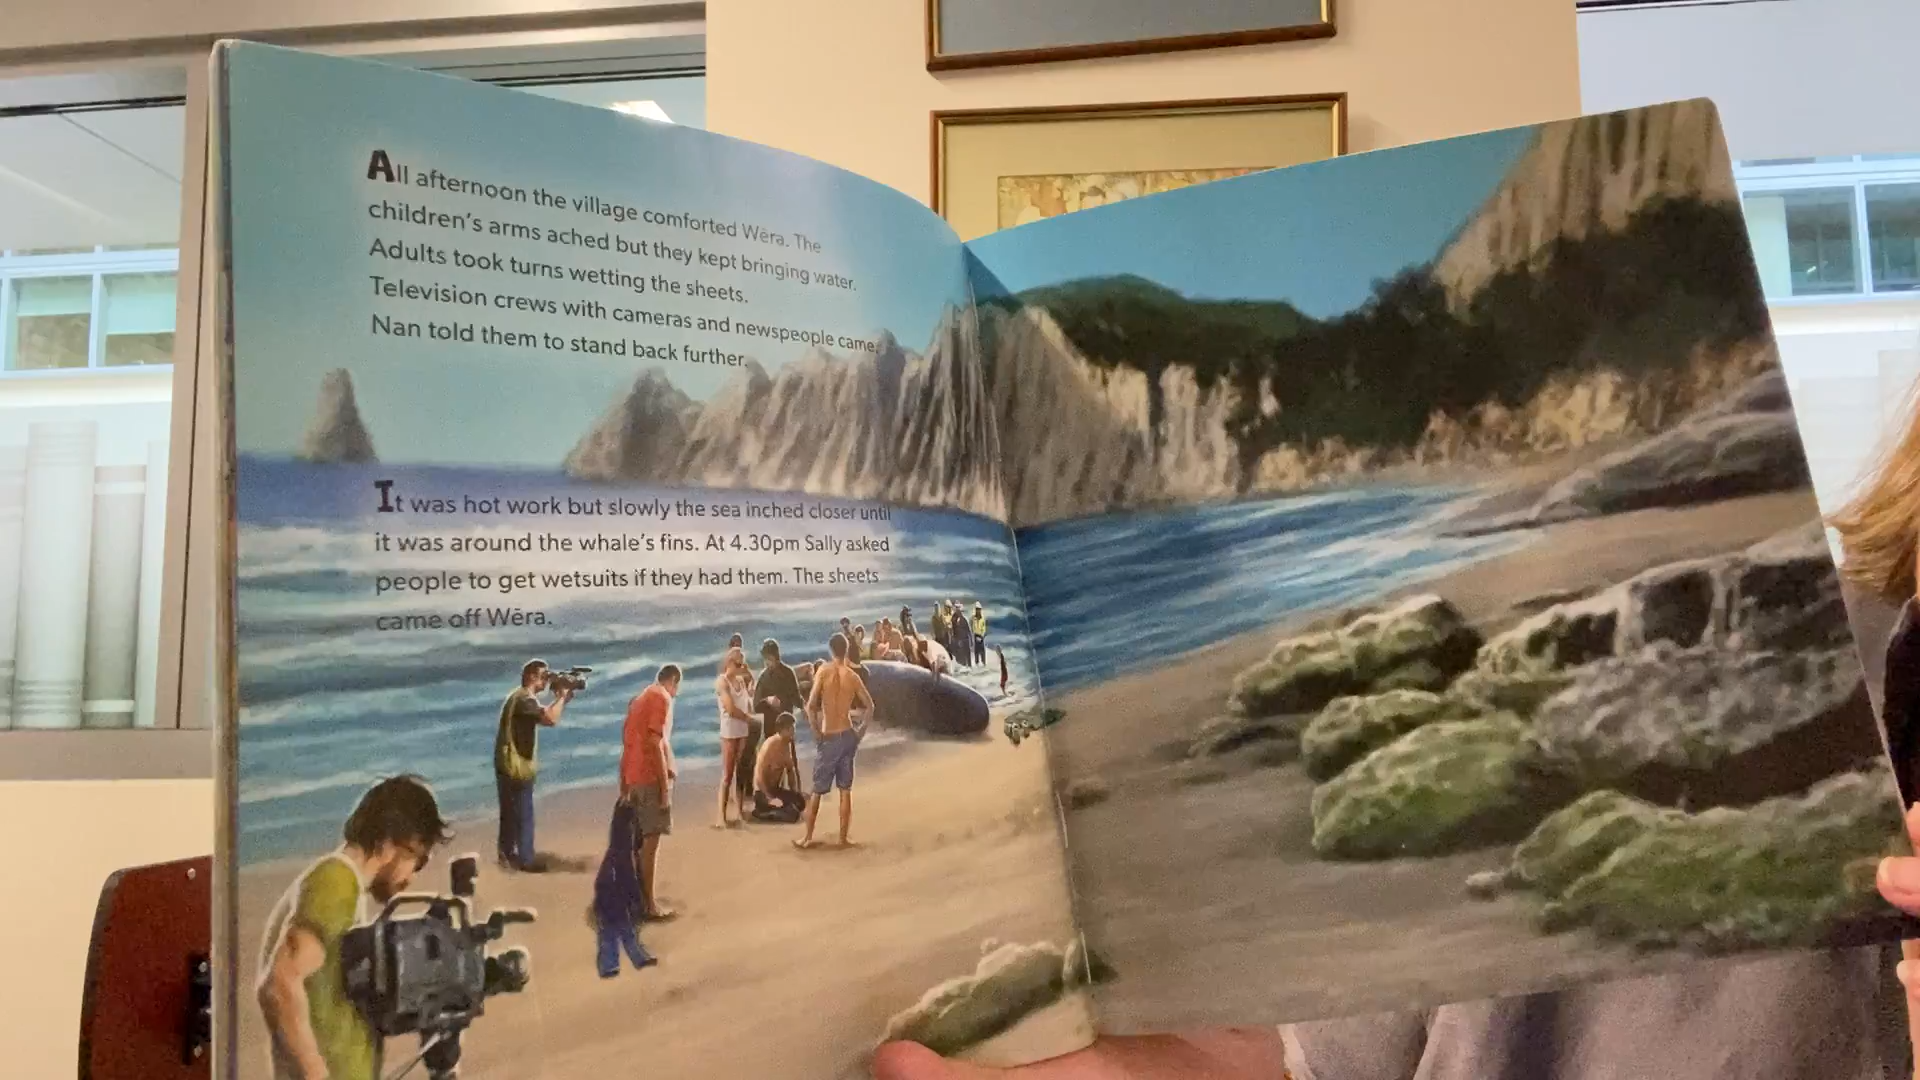 All afternoon the village comforted Wēra. The
children's arms ached but they kept bringing water.
Adults took turns wetting the sheets.
Television crews with cameras and newspeople came.
Nan told them to stand back further.
It was hot work but slowly the sea inched closer until
it was around the whale's fins. At 4.30pm Sally asked
people to get wetsuits if they had them. The sheets
came off Wēra.